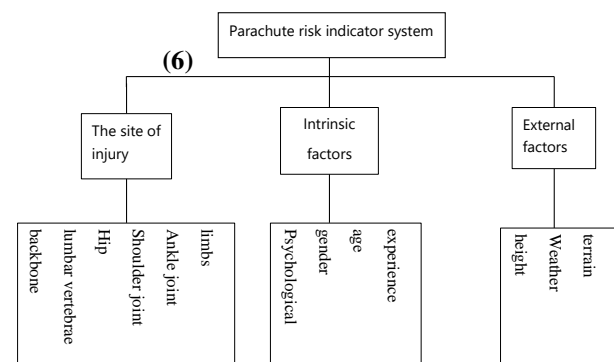 Parachute risk indicator system
(6)
The site of
injury
Intrinsic
factors
External
factors
backbone
lumbar vertebrae
Hip
Shoulder joint
Ankle joint
limbs
Psychological
gender
age
experience
height
Weather
terrain